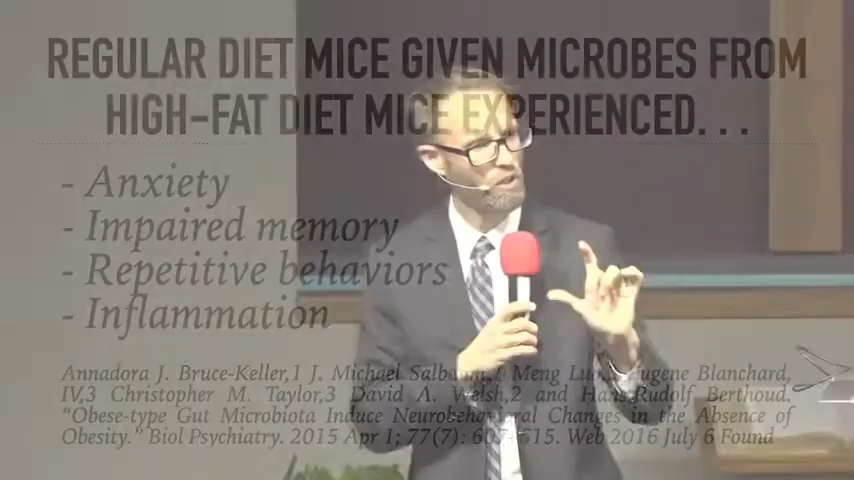 REGULAR DIET MICE GIVEN MICROBES FROM
HIGH-FAT DIET MICE EXPERIENCED. . .
- Anxiety
- Impaired memory
- Repetitive behaviors
- Inflammation
Annadora J. Bruce-Keller,1 J. Michael Meng Eugene Blanchard,
IV,3 Christopher M. Taylor,3 David A. Welsh,2 and Hans-Rudolf Berthoud.
“Obese-type Gut Microbiota Induce Neurobehavioral Changes in the Absence of
Obesity.” Biol Psychiatry. 2015 Apr 1; 77(7): 607-615. Web 2016 July 6 Found